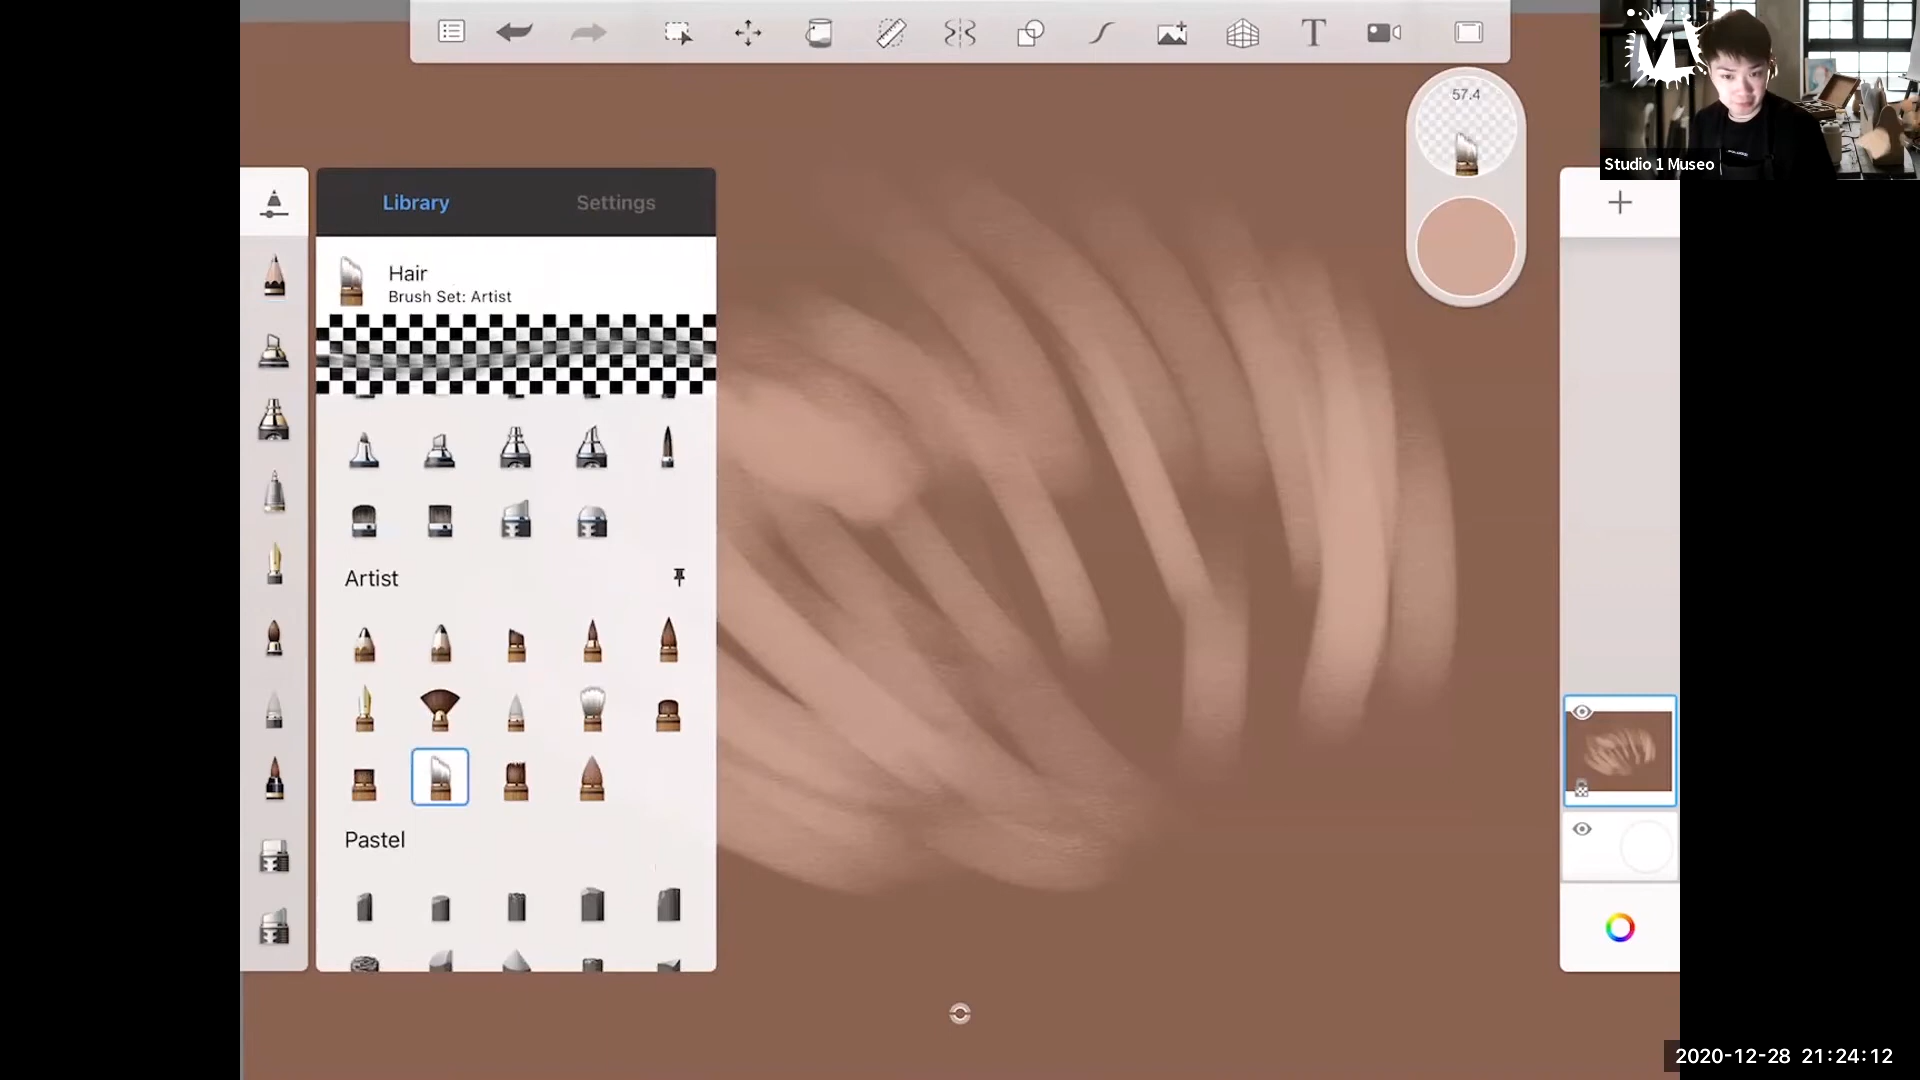 57.4
Studio 1 Museo
Library
Settings
Hair
Brush Set: Artist
Artist
Pastel
2020-12-28 21:24:12